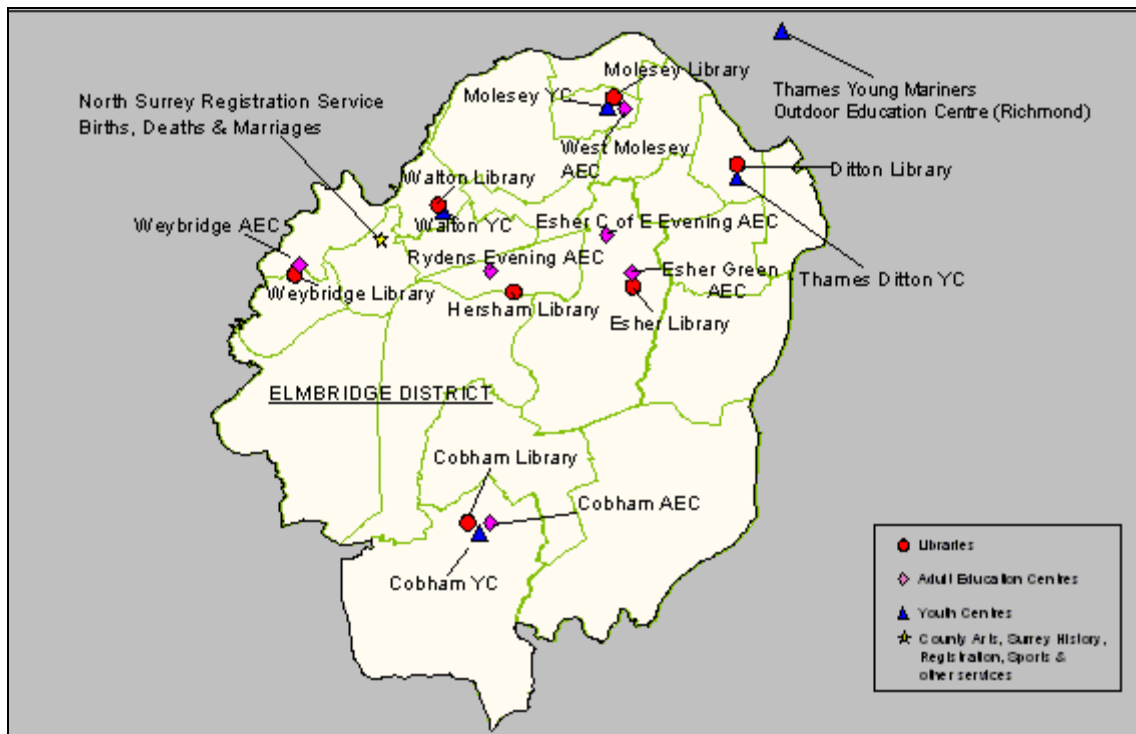 Molesey Library
Molesey YC
North Surrey Registration Service
Births, Deaths & Marriages
Thames Young Mariners
Outdoor Education Centre (Richmond)
West Molesey
AEC
Ditton Library
Walton Library
Weybridge AEC
Walton YC
Esher C of E Evening AEC
Rydens Evening AEC
Esher Green
AEC
Thames Ditton YC
Weybridge Library
Hersham Library
Esher Library
ELMBRIDGE DISTRICT
Cobham Library
Cobham AEC
Cobham YC
Libraries
Adult Education Centres
Youth Centres
County Arts, Surrey History,
Registration, Sports &
other services